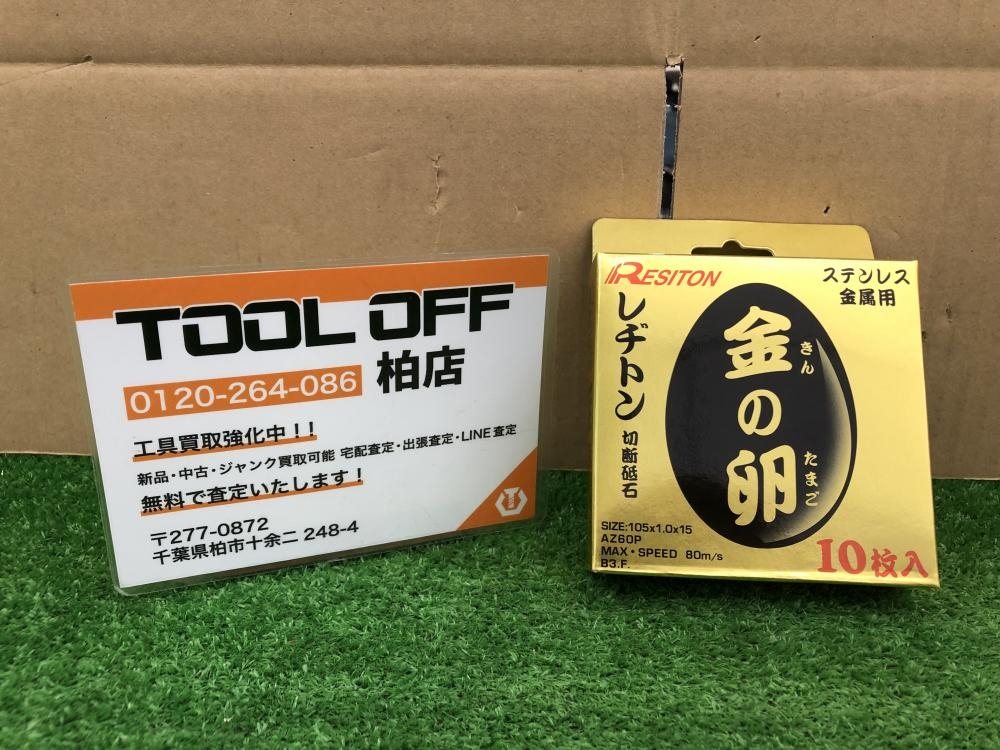 TOOL OFF
0120-264-086 柏店
工具買取強化中！！
新品・中古・ジャンク買取可能 宅配査定・出張査定・LINE査定
無料で査定いたします！
〒277-0872
千葉県柏市十余二 248-4
RESITON
ステンレス
金属用
レヂトン
切断砥石
金の卵
きん
たまご
SIZE:105x1.0x15
AZ60P
MAX・SPEED 80m/s
B3.F.
10枚入